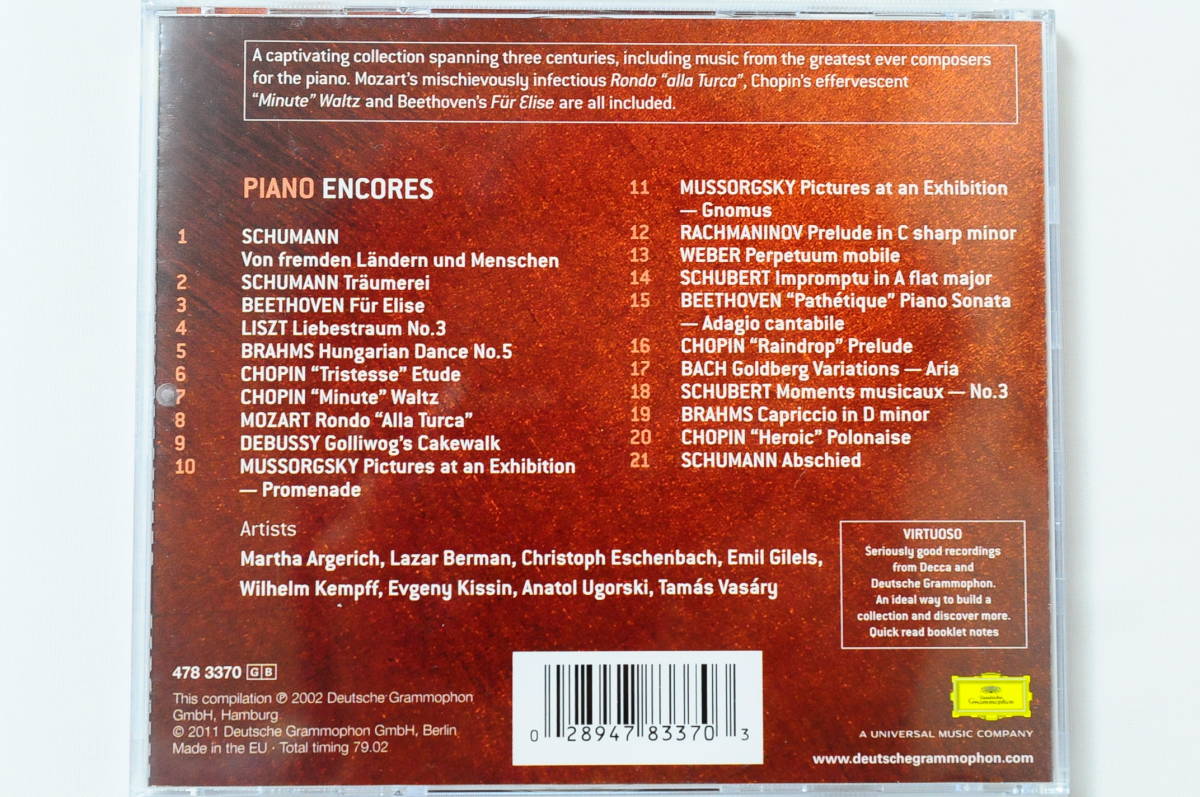 A captivating collection spanning three centuries, including music from the greatest ever composers
for the piano. Mozart's mischievously infectious Rondo "alla Turca", Chopin's effervescent
"Minute" Waltz and Beethoven's Für Elise are all included.
PIANO ENCORES
1 SCHUMANN
Von fremden Ländern und Menschen
2 SCHUMANN Träumerei
3 BEETHOVEN Für Elise
4 LISZT Liebestraum No.3
5 BRAHMS Hungarian Dance No.5
6 CHOPIN "Tristesse" Etude
7 CHOPIN "Minute" Waltz
8 MOZART Rondo "Alla Turca"
9 DEBUSSY Golliwog's Cakewalk
10 MUSSORGSKY Pictures at an Exhibition
— Promenade
11 MUSSORGSKY Pictures at an Exhibition
— Gnomus
12 RACHMANINOV Prelude in C sharp minor
13 WEBER Perpetuum mobile
14 SCHUBERT Impromptu in A flat major
15 BEETHOVEN "Pathétique" Piano Sonata
— Adagio cantabile
16 CHOPIN "Raindrop" Prelude
17 BACH Goldberg Variations — Aria
18 SCHUBERT Moments musicaux — No.3
19 BRAHMS Capriccio in D minor
20 CHOPIN "Heroic" Polonaise
21 SCHUMANN Abschied
Artists
Martha Argerich, Lazar Berman, Christoph Eschenbach, Emil Gilels,
Wilhelm Kempff, Evgeny Kissin, Anatol Ugorski, Tamás Vasáry
VIRTUOSO
Seriously good recordings
from Decca and
Deutsche Grammophon.
An ideal way to build a
collection and discover more.
Quick read booklet notes
478 3370 GB
This compilation ℗ 2002 Deutsche Grammophon
GmbH, Hamburg
© 2011 Deutsche Grammophon GmbH, Berlin
Made in the EU · Total timing 79.02
0 28947 83370 3
Deutsche
Grammophon
A UNIVERSAL MUSIC COMPANY
www.deutschegrammophon.com